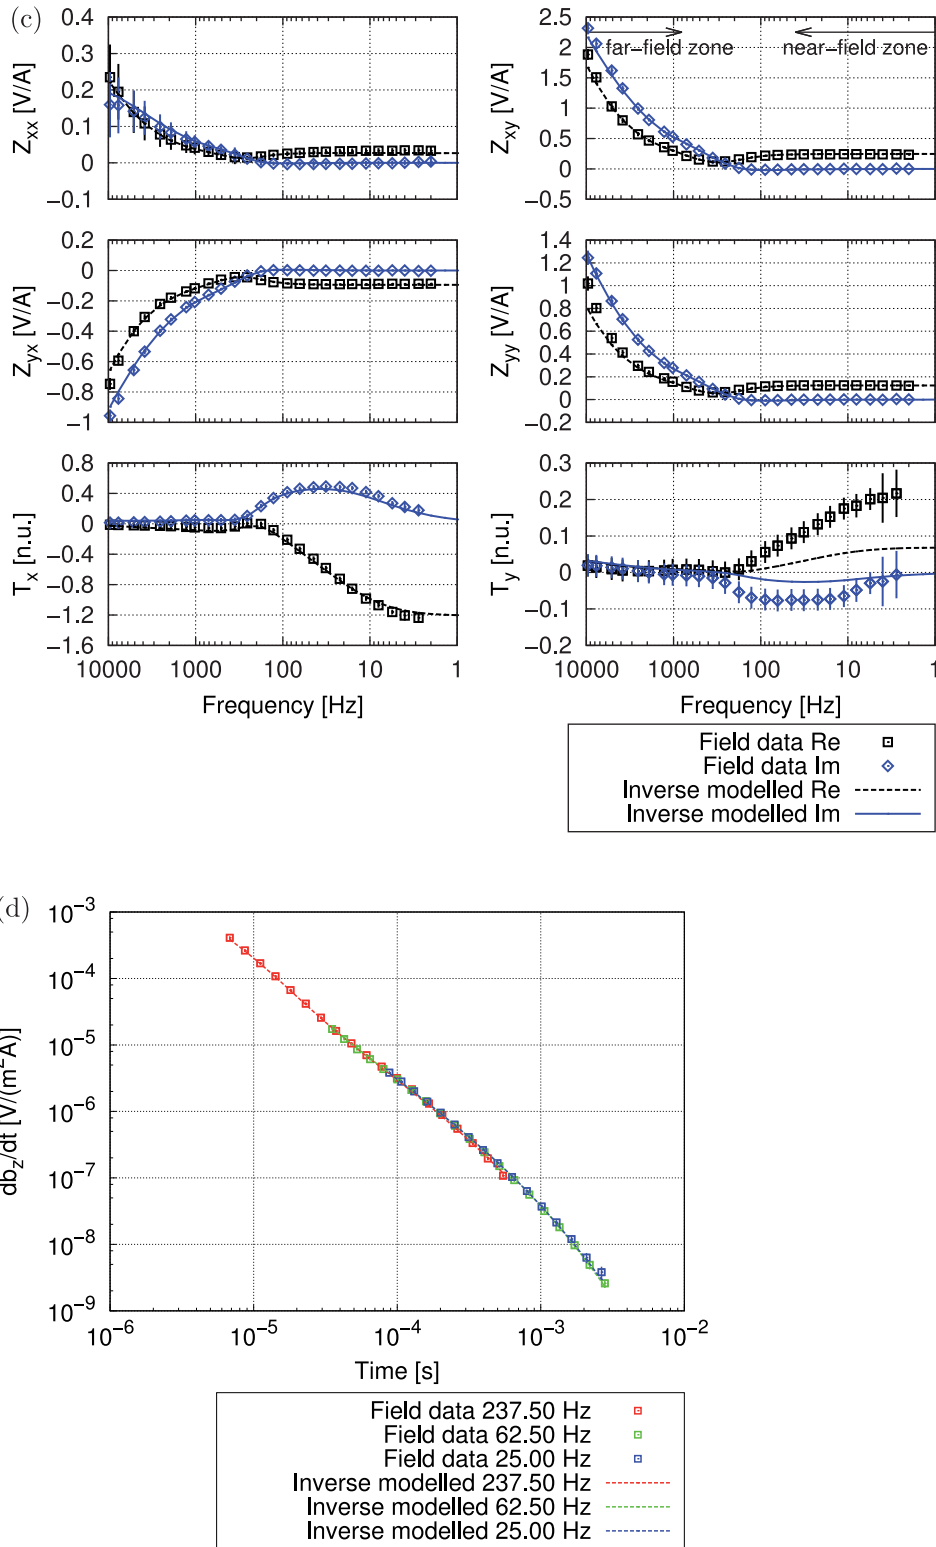 (c)
0.4
0.3
0.2
0.1
0
−0.1
Z_xx [V/A]
2.5
2
1.5
1
0.5
0
−0.5
Z_xy [V/A]
far-field zone
near-field zone
0.2
0
−0.2
−0.4
−0.6
−0.8
−1
Z_yx [V/A]
1.4
1.2
1
0.8
0.6
0.4
0.2
0
−0.2
Z_yy [V/A]
0.8
0.4
0
−0.4
−0.8
−1.2
−1.6
T_x [n.u.]
10000
1000
100
10
1
Frequency [Hz]
0.3
0.2
0.1
0
−0.1
−0.2
T_y [n.u.]
10000
1000
100
10
1
Frequency [Hz]
Field data Re
Field data Im
Inverse modelled Re
Inverse modelled Im
(d)
10^−3
10^−4
10^−5
10^−6
10^−7
10^−8
10^−9
db_z/dt [V/(m^2A)]
10^−6
10^−5
10^−4
10^−3
10^−2
Time [s]
Field data 237.50 Hz
Field data 62.50 Hz
Field data 25.00 Hz
Inverse modelled 237.50 Hz
Inverse modelled 62.50 Hz
Inverse modelled 25.00 Hz